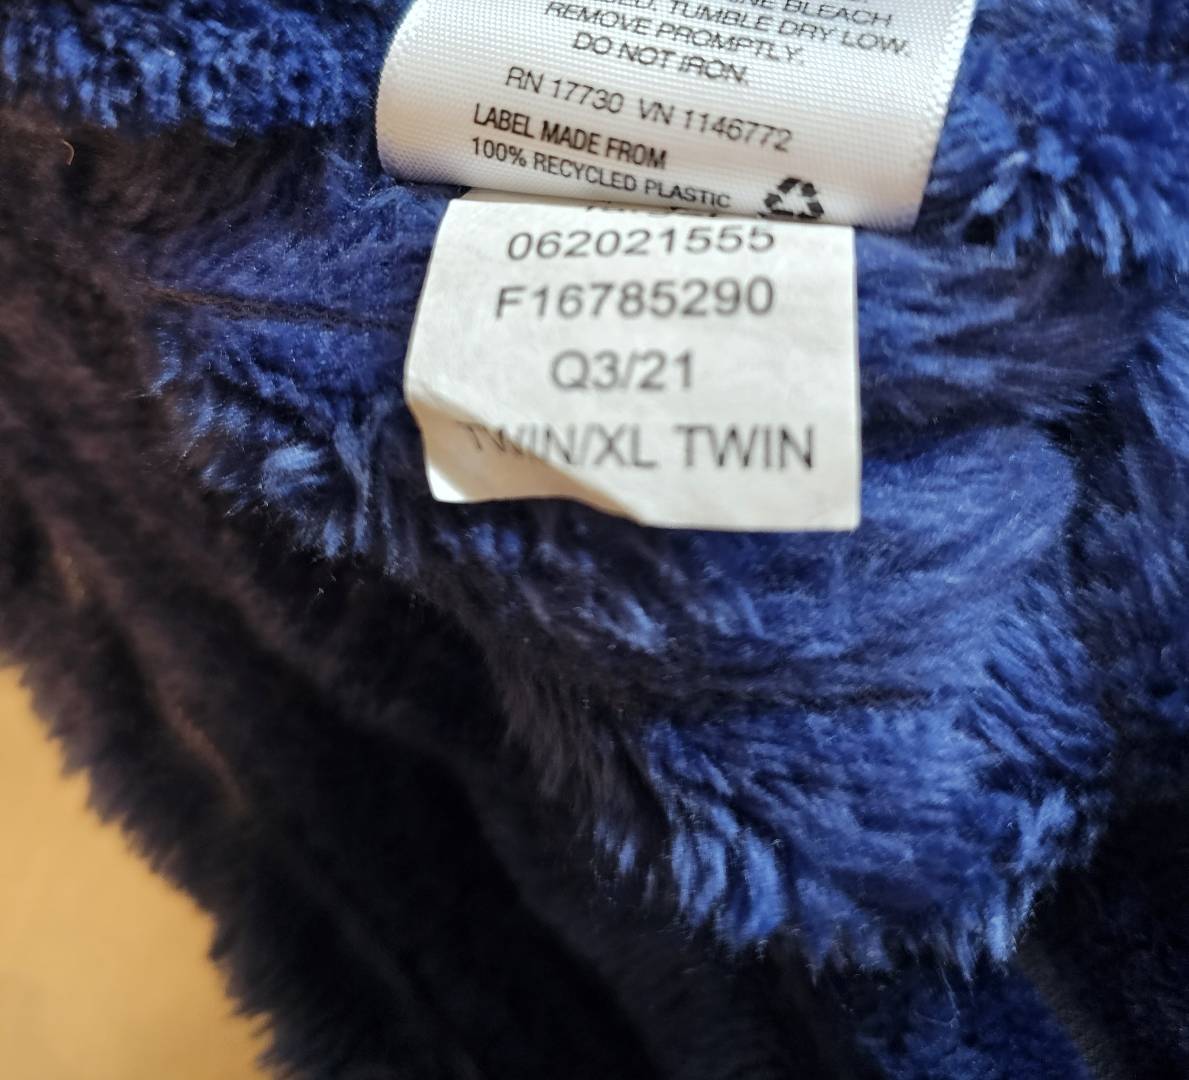 BLEACH
TUMBLE DRY LOW.
REMOVE PROMPTLY.
DO NOT IRON.
RN 17730 VN 1146772
LABEL MADE FROM
100% RECYCLED PLASTIC
062021555
F16785290
Q3/21
TWIN/XL TWIN